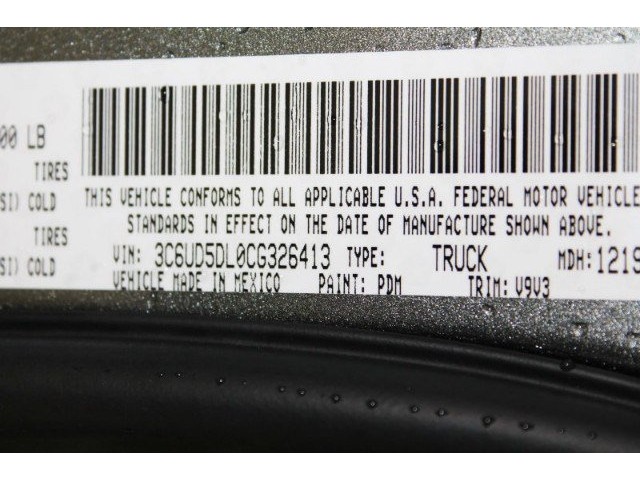 00 LB
TIRES
SI) COLD
TIRES
SI) COLD
THIS VEHICLE CONFORMS TO ALL APPLICABLE U.S.A. FEDERAL MOTOR VEHICLE
STANDARDS IN EFFECT ON THE DATE OF MANUFACTURE SHOWN ABOVE.
VIN: 3C6UD5DL0CG326413 TYPE: TRUCK MDH: 1219
VEHICLE MADE IN MEXICO PAINT: PDM TRIM: V9V3